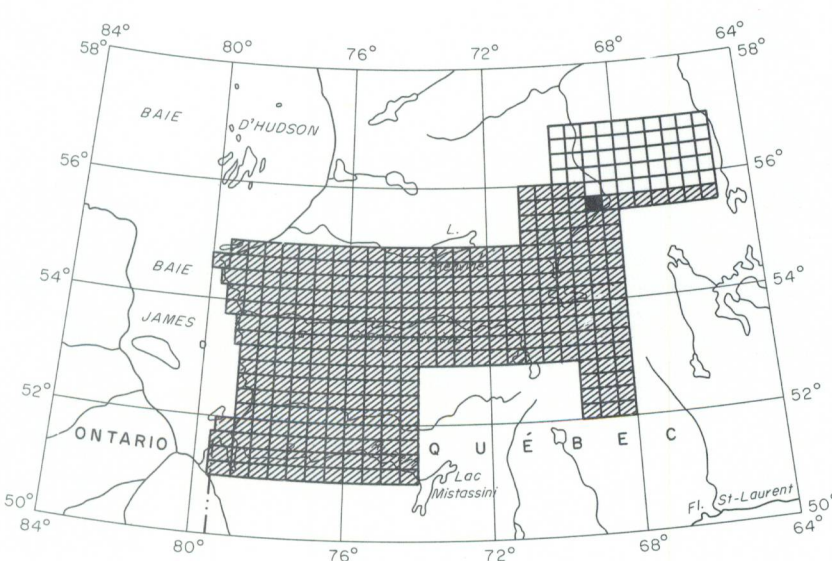 84°
80°
76°
72°
68°
64°
58°
58°
BAIE
D'HUDSON
56°
56°
L.
BAIE
54°
54°
JAMES
52°
52°
ONTARIO
QUÉBEC
Lac
Mistassini
Fl. St-Laurent
50°
50°
84°
80°
76°
72°
68°
64°